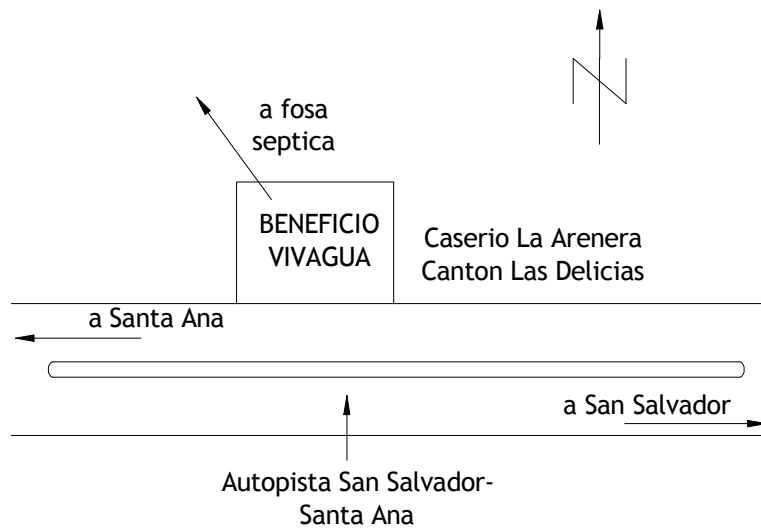 a fosa
septica
BENEFICIO
VIVAGUA
Caserio La Arenera
Canton Las Delicias
a Santa Ana
a San Salvador
Autopista San Salvador-
Santa Ana